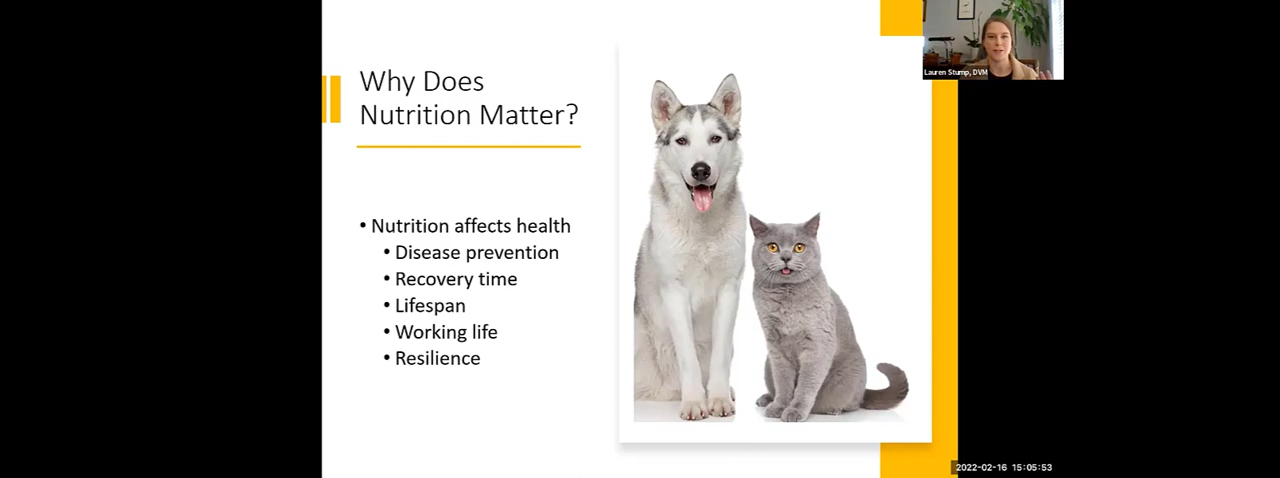 Why Does
Nutrition Matter?
• Nutrition affects health
• Disease prevention
• Recovery time
• Lifespan
• Working life
• Resilience
Lauren Stump, DVM
2022-02-16 15:05:53